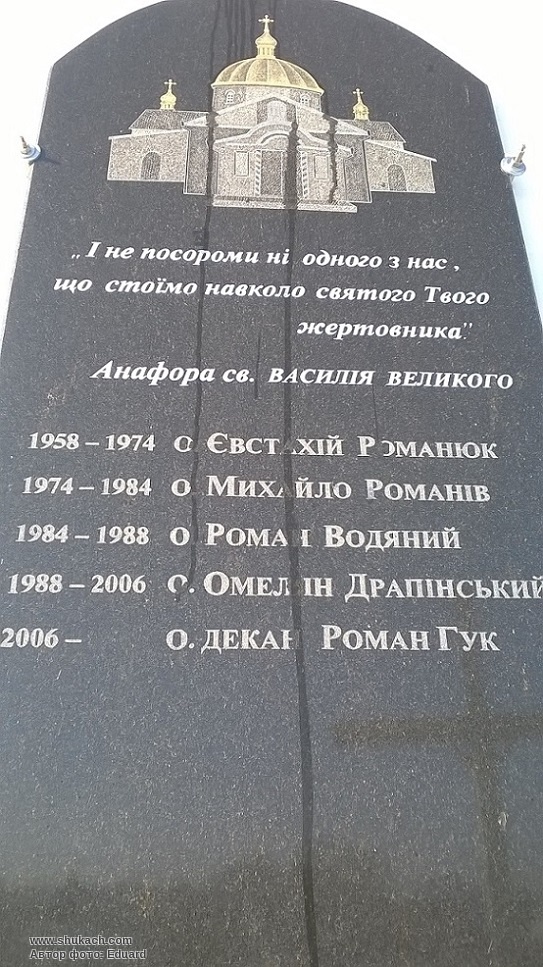 „І не посороми ні одного з нас,
що стоїмо навколо святого Твого
жертовника"
Анафора св. ВАСИЛІЯ ВЕЛИКОГО
1958 – 1974 О. ЄВСТАХІЙ РОМАНЮК
1974 – 1984 О. МИХАЙЛО РОМАНІВ
1984 – 1988 О. РОМАН ВОДЯНИЙ
1988 – 2006 О. ОМЕЛЯН ДРАПІНСЬКИЙ
2006 – О. ДЕКАН РОМАН ГУК
www.shukach.com
Автор фото: Eduard